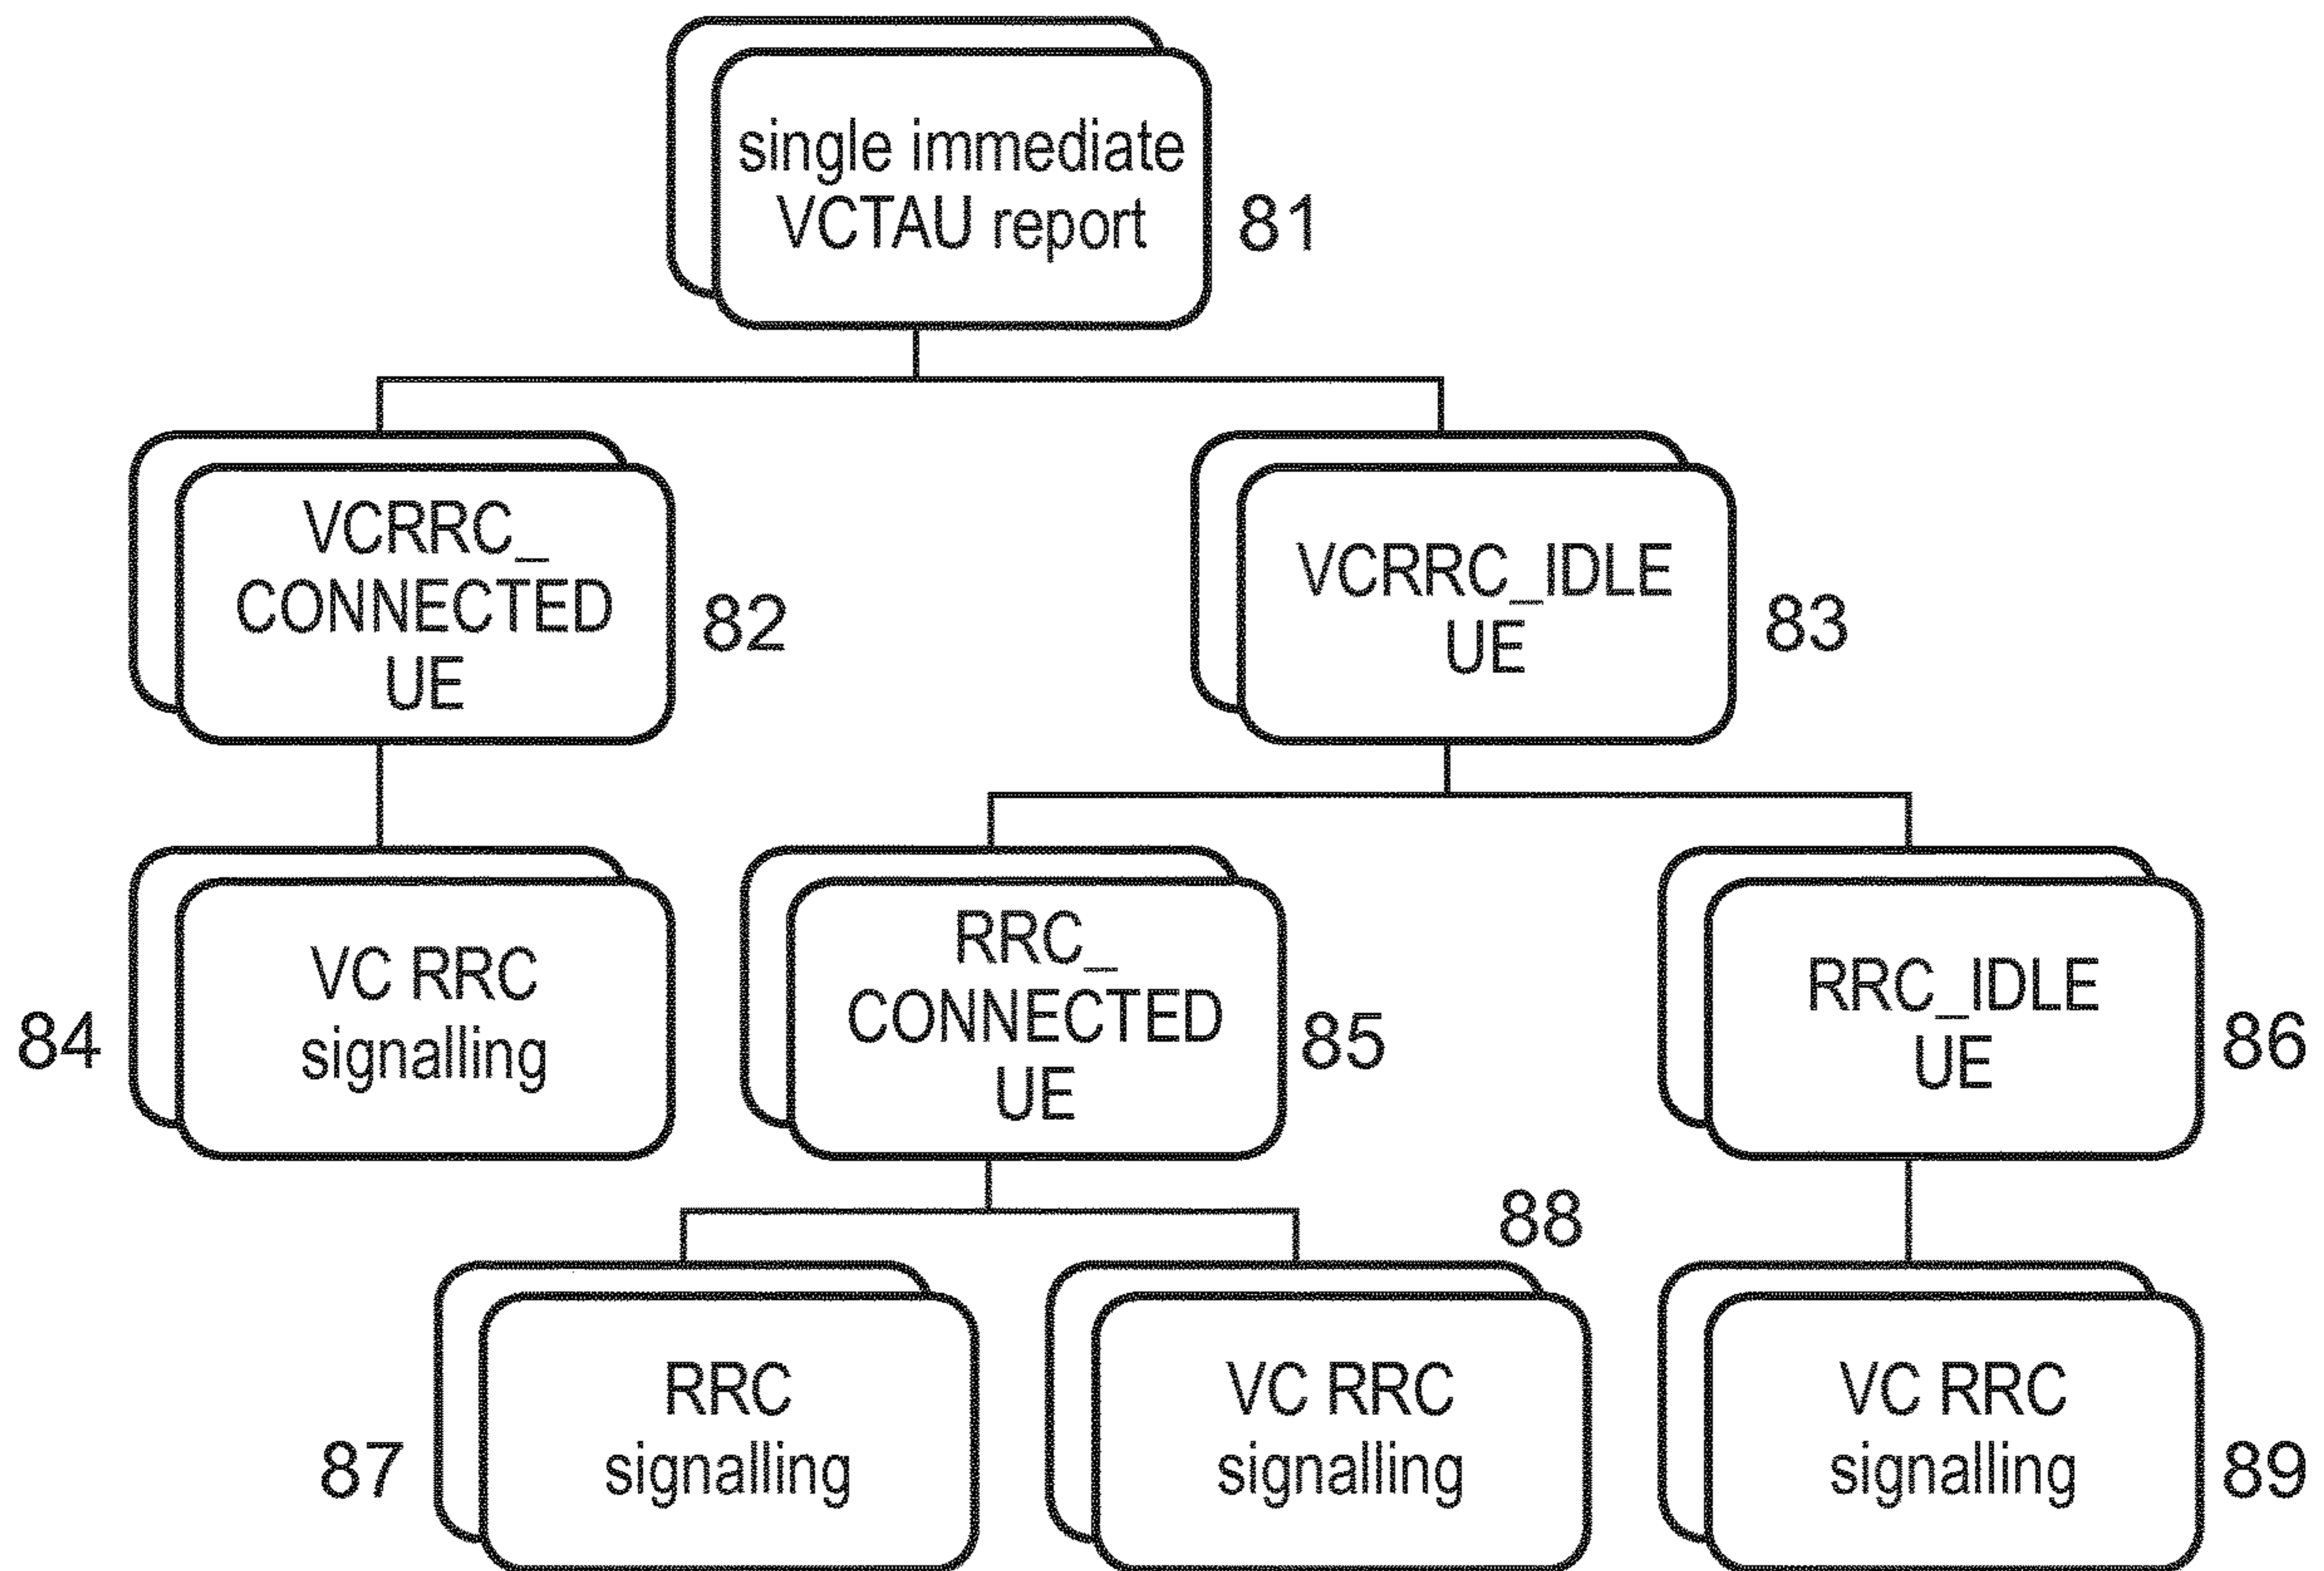 single immediate
VCTAU report
81
VCRRC_
CONNECTED
UE
82
VCRRC_IDLE
UE
83
84
VC RRC
signalling
RRC_
CONNECTED
UE
85
RRC_IDLE
UE
86
87
RRC
signalling
88
VC RRC
signalling
VC RRC
signalling
89